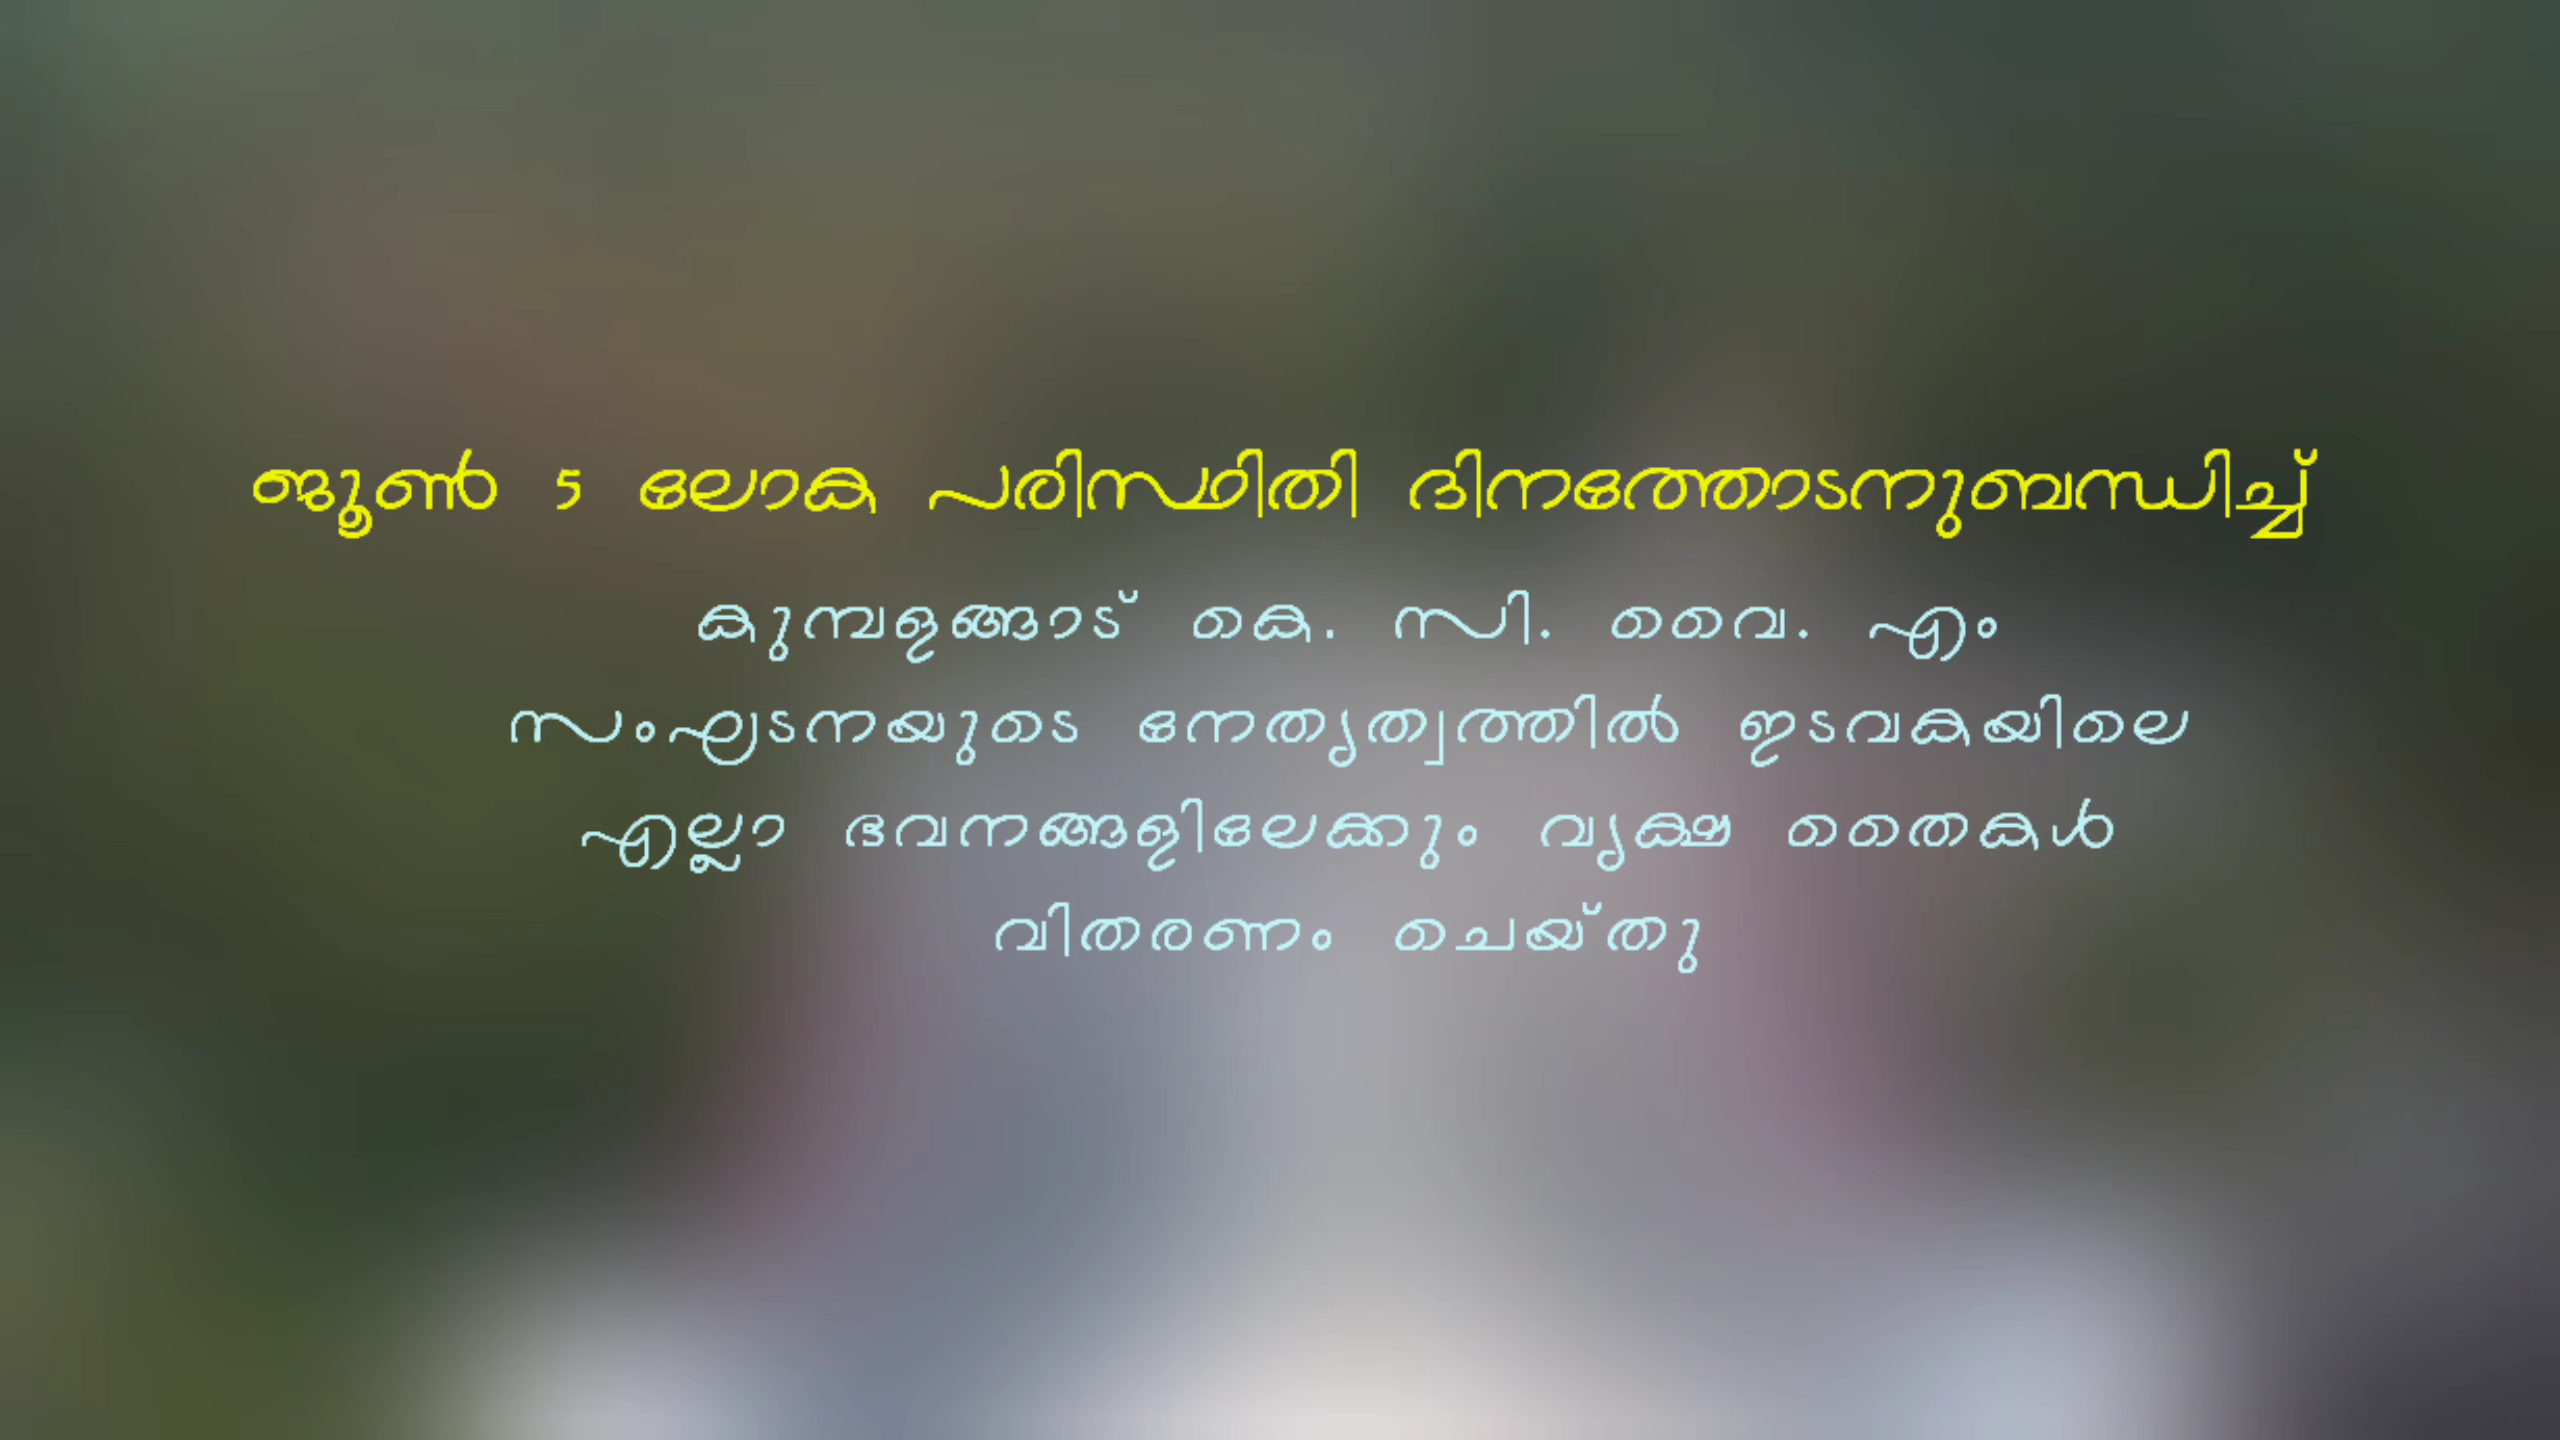 ജൂൺ 5 ലോക പരിസ്ഥിതി ദിനത്തോടനുബന്ധിച്ച്
കുമ്പളങ്ങാട് കെ. സി. വൈ. എം
സംഘടനയുടെ നേതൃത്വത്തിൽ ഇടവകയിലെ
എല്ലാ ഭവനങ്ങളിലേക്കും വൃക്ഷ തൈകൾ
വിതരണം ചെയ്തു